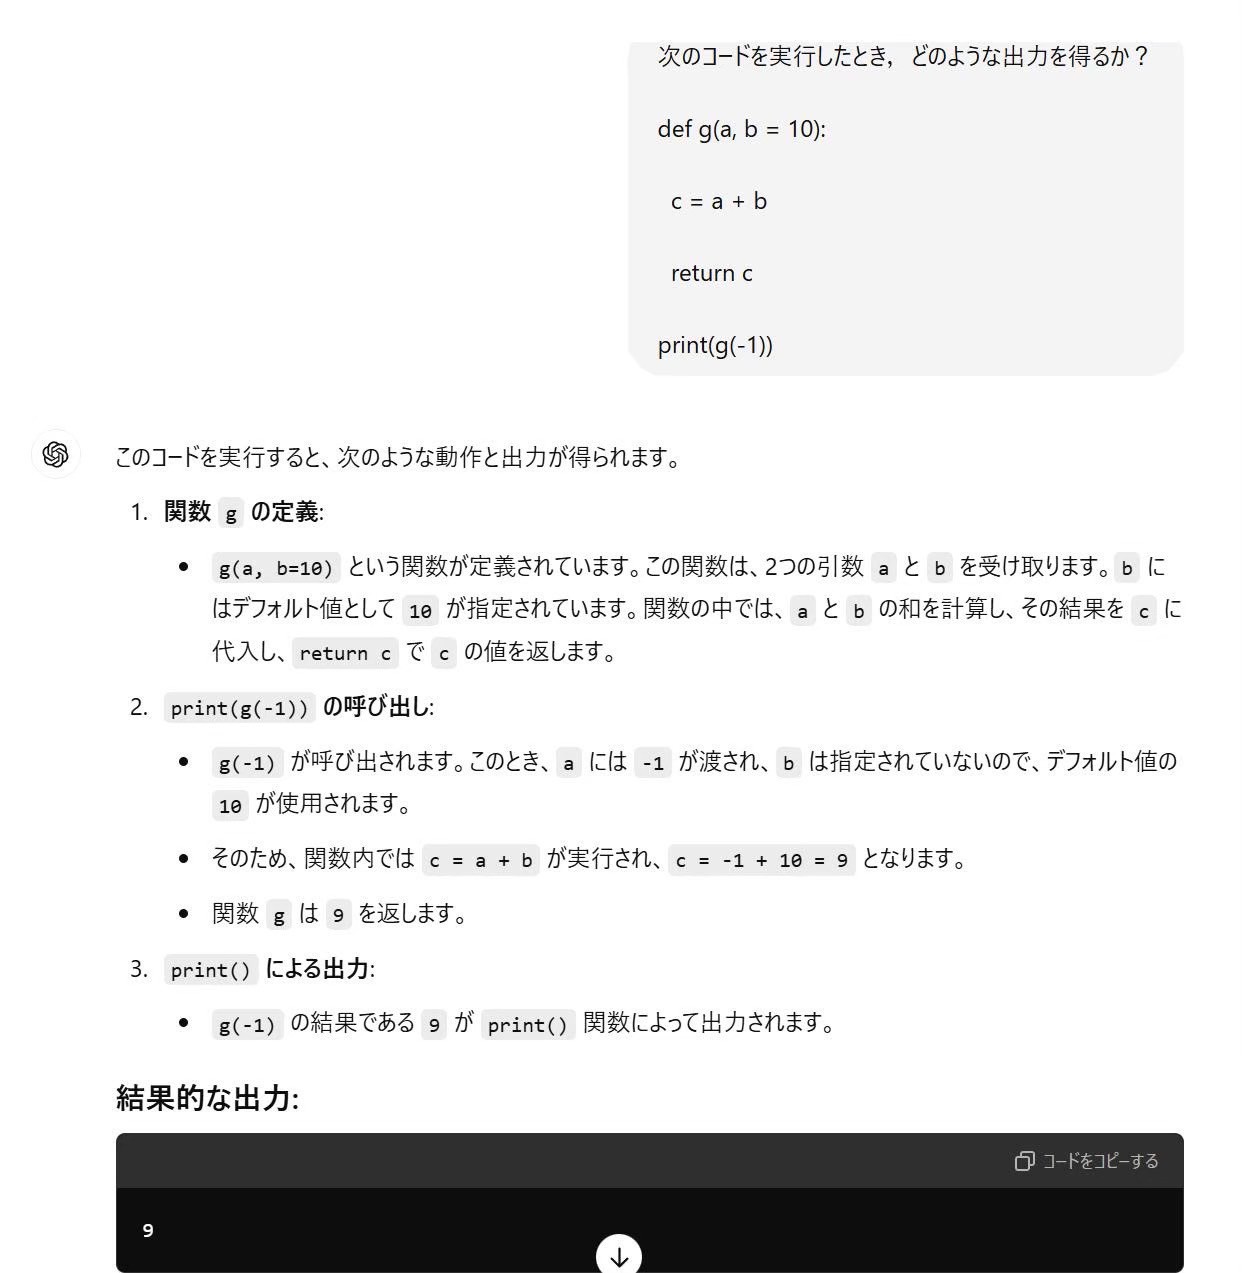 次のコードを実行したとき，どのような出力を得るか？
def g(a, b = 10):
c = a + b
return c
print(g(-1))
このコードを実行すると、次のような動作と出力が得られます。
1. 関数 g の定義:
• g(a, b=10) という関数が定義されています。この関数は、2つの引数 a と b を受け取ります。b に
はデフォルト値として 10 が指定されています。関数の中では、a と b の和を計算し、その結果を c に
代入し、return c で c の値を返します。
2. print(g(-1)) の呼び出し:
• g(-1) が呼び出されます。このとき、a には -1 が渡され、b は指定されていないので、デフォルト値の
10 が使用されます。
• そのため、関数内では c = a + b が実行され、c = -1 + 10 = 9 となります。
• 関数 g は 9 を返します。
3. print() による出力:
• g(-1) の結果である 9 が print() 関数によって出力されます。
結果的な出力:
コードをコピーする
9